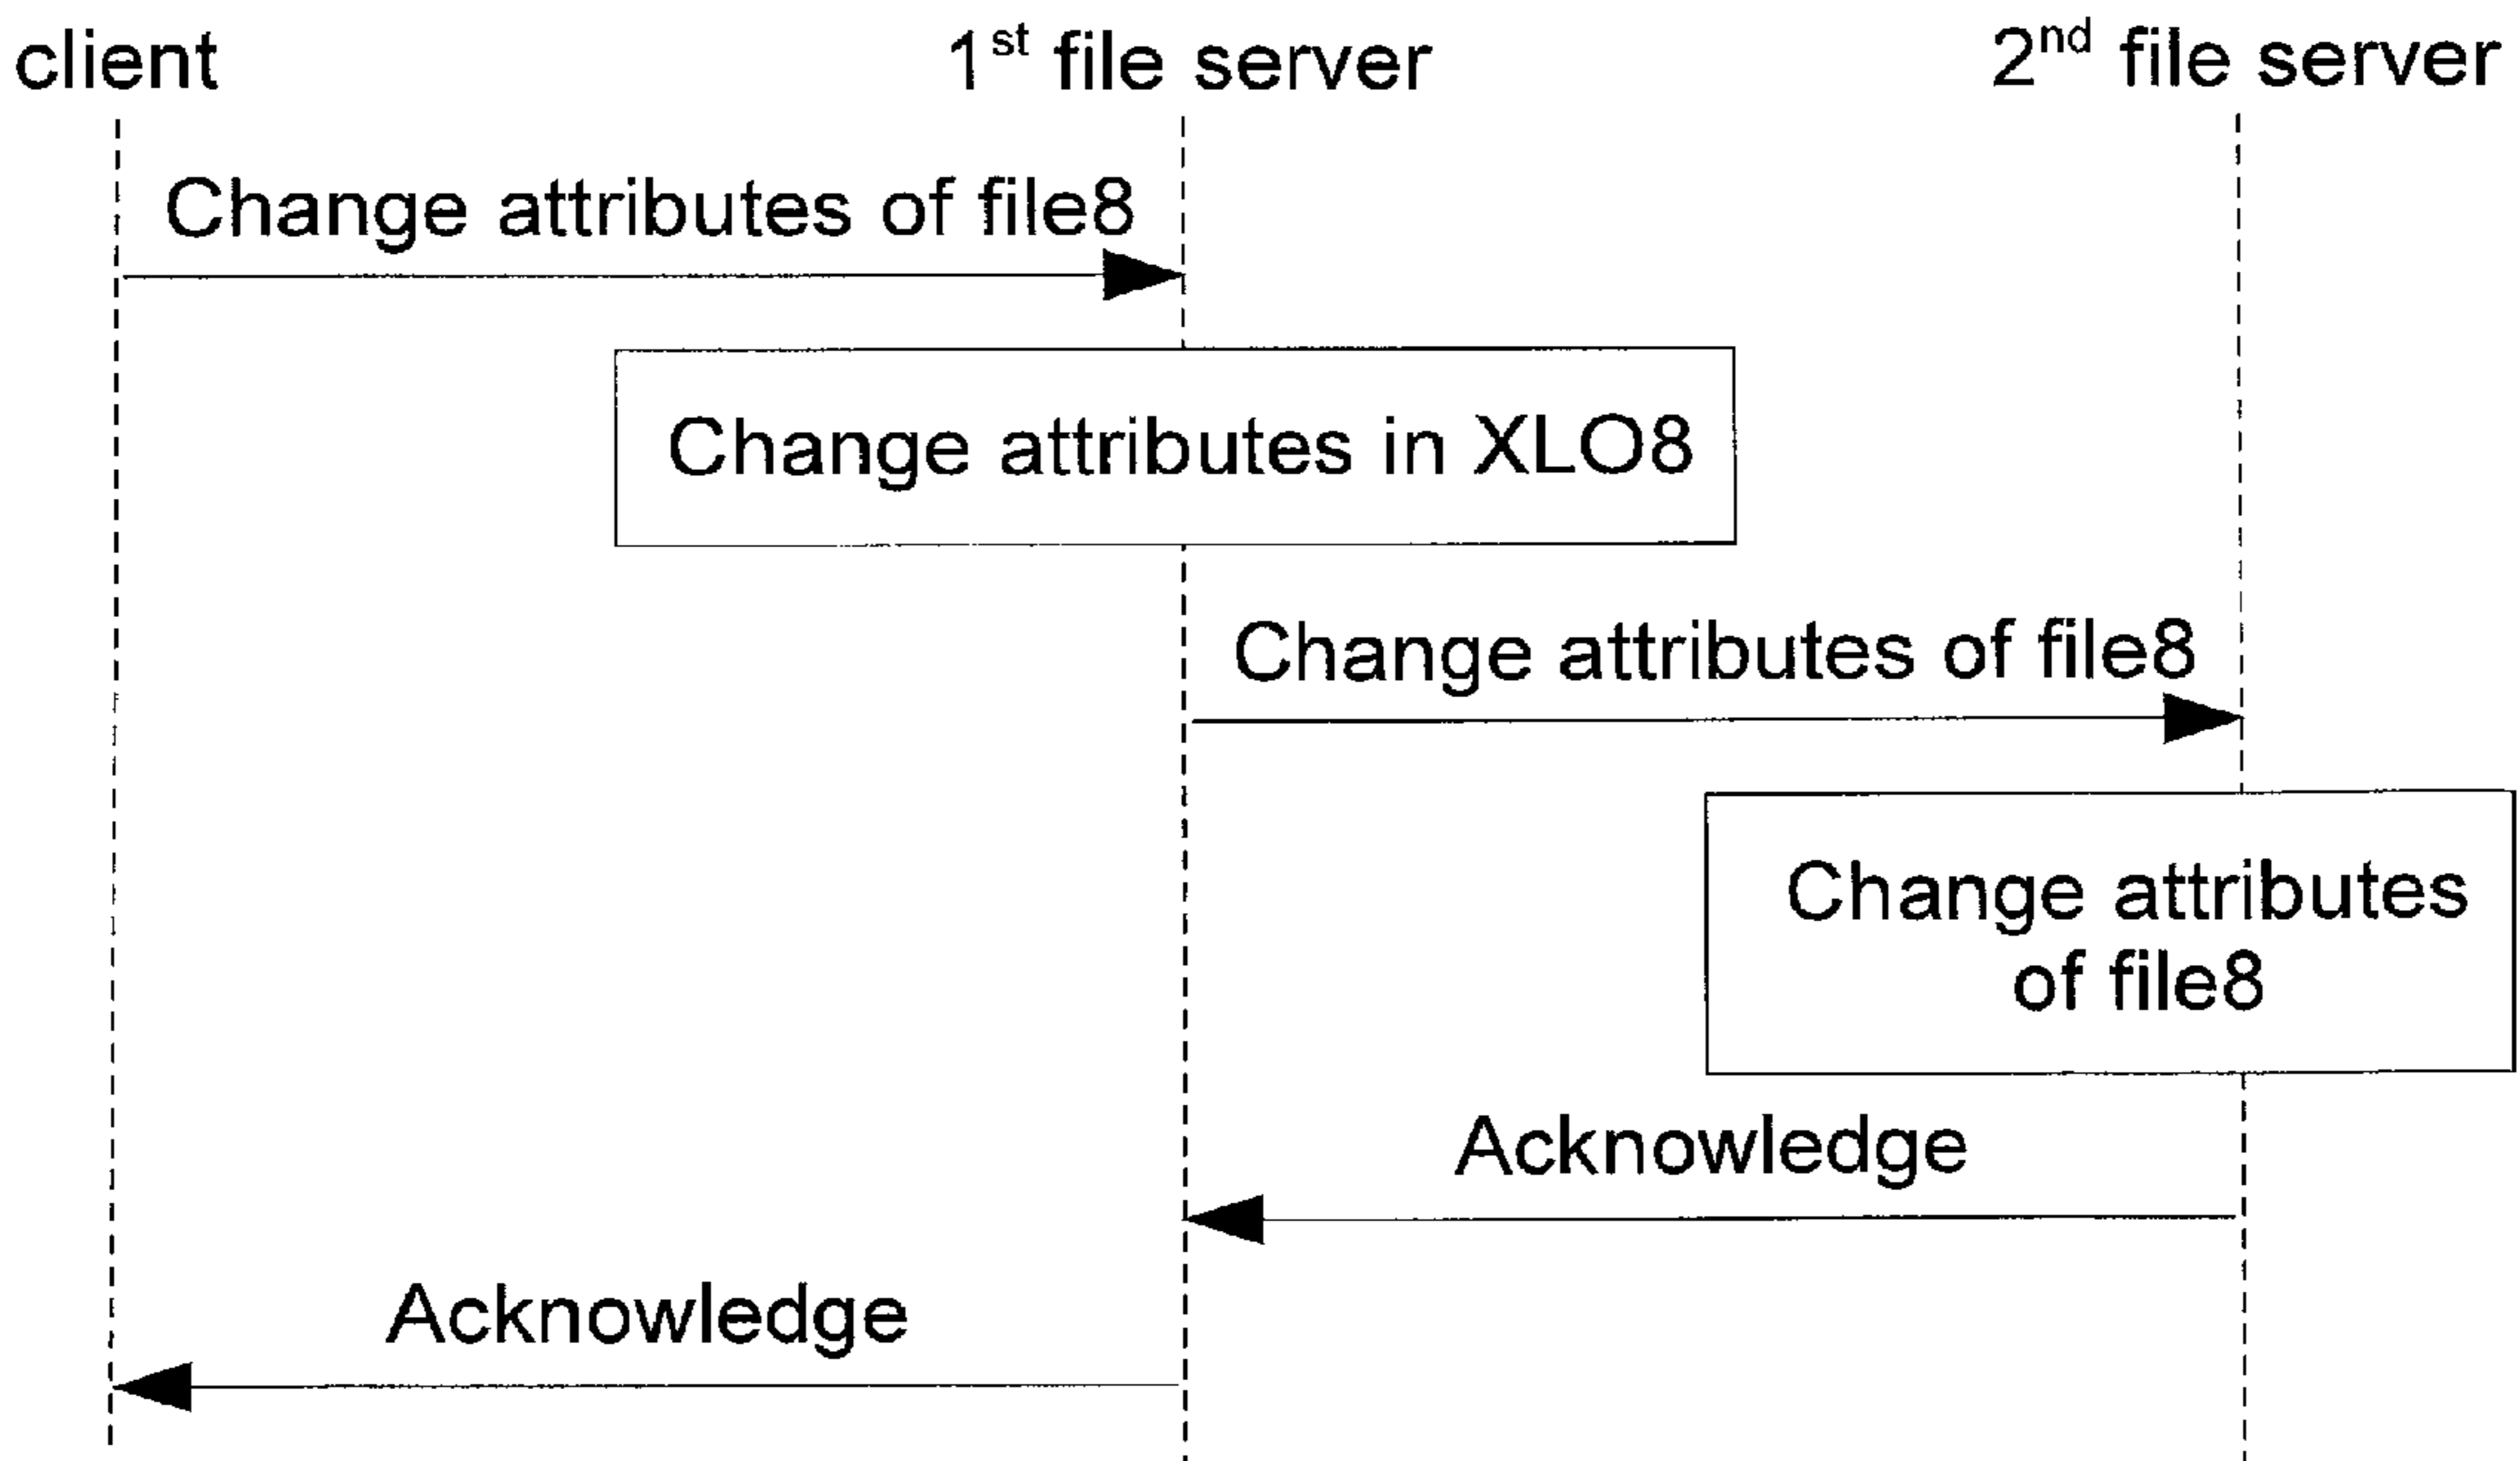 client
1st file server
2nd file server
Change attributes of file8
Change attributes in XLO8
Change attributes of file8
Change attributes
of file8
Acknowledge
Acknowledge